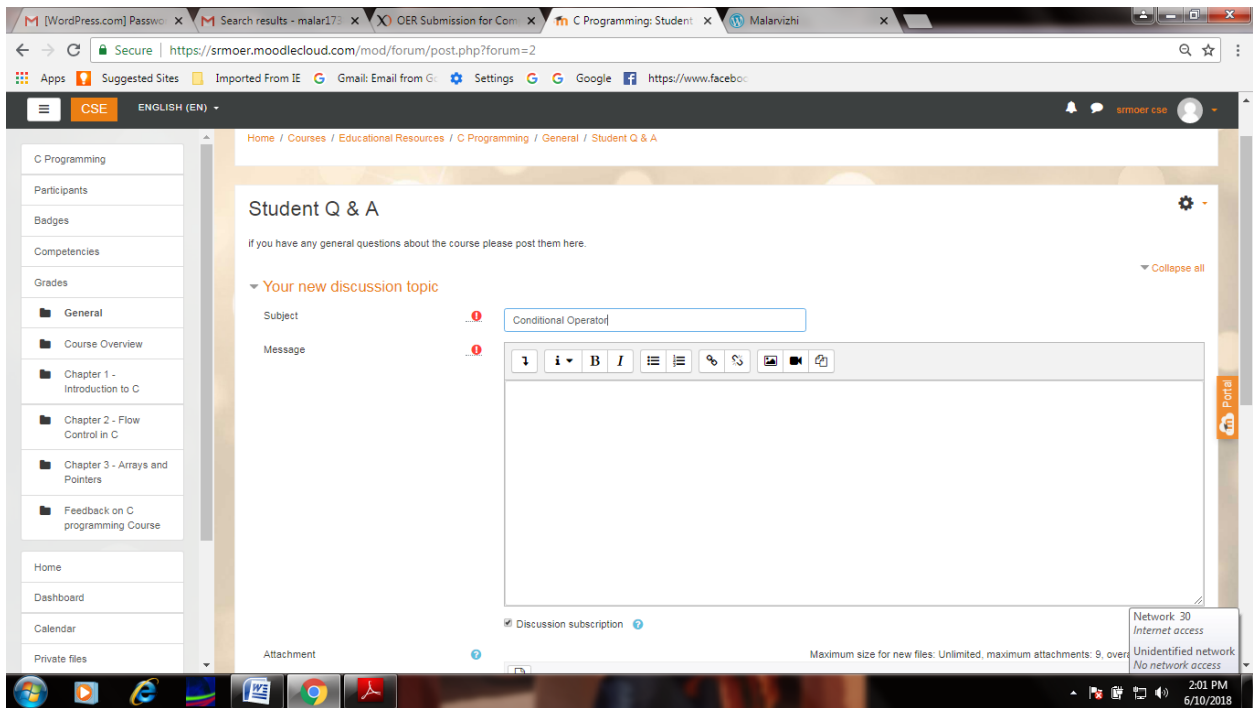 [WordPress.com] Passwo
Search results - malar173
OER Submission for Com
C Programming: Student
Malarvizhi
Secure | https://srmoer.moodlecloud.com/mod/forum/post.php?forum=2
Apps Suggested Sites Imported From IE Gmail: Email from Go Settings Google https://www.faceboo
CSE ENGLISH (EN) srmoer cse
Home / Courses / Educational Resources / C Programming / General / Student Q & A
C Programming
Participants
Badges
Competencies
Grades
General
Course Overview
Chapter 1 -
Introduction to C
Chapter 2 - Flow
Control in C
Chapter 3 - Arrays and
Pointers
Feedback on C
programming Course
Home
Dashboard
Calendar
Private files
Student Q & A
if you have any general questions about the course please post them here.
Collapse all
Your new discussion topic
Subject
Conditional Operator
Message
i B I
Discussion subscription
Attachment
Maximum size for new files: Unlimited, maximum attachments: 9, overa
Portal
Network 30
Internet access
Unidentified network
No network access
2:01 PM
6/10/2018